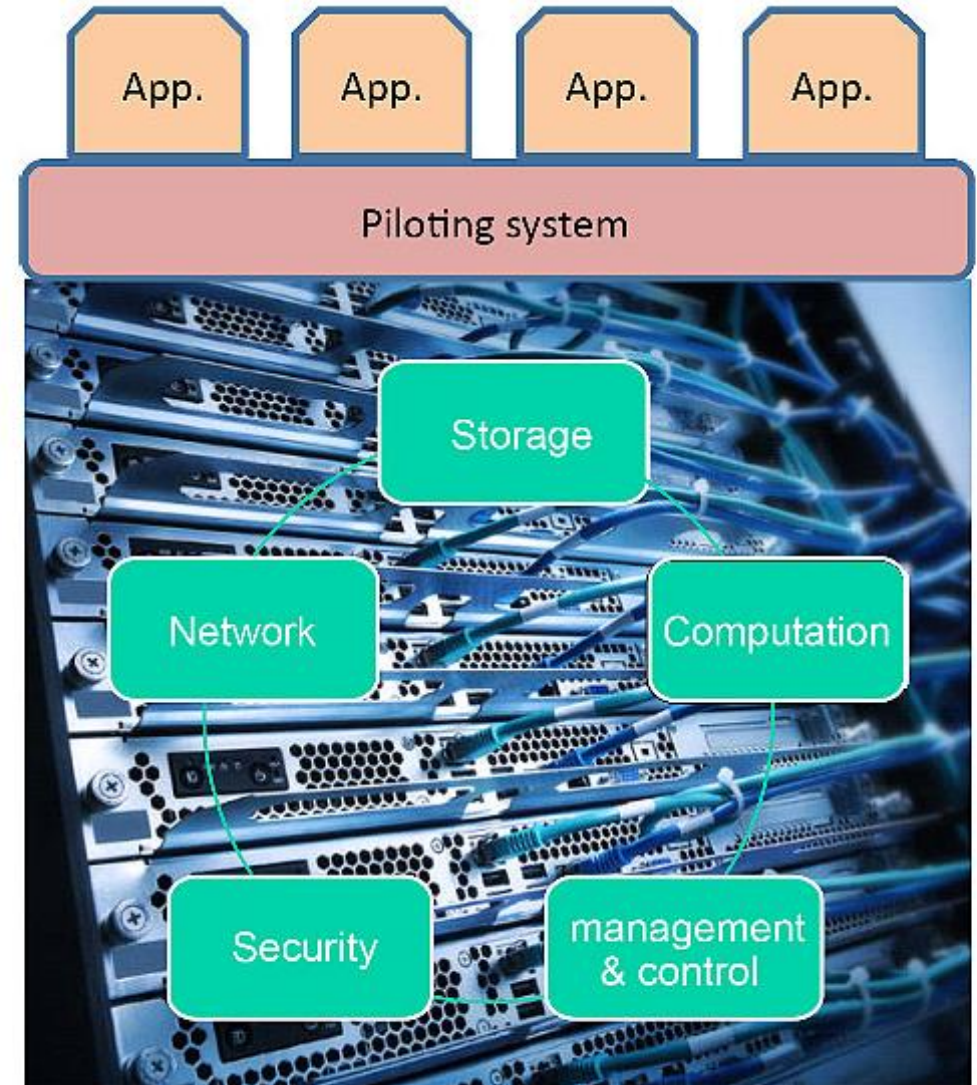 App.
App.
App.
App.
Piloting system
Storage
Network
Computation
Security
management
& control